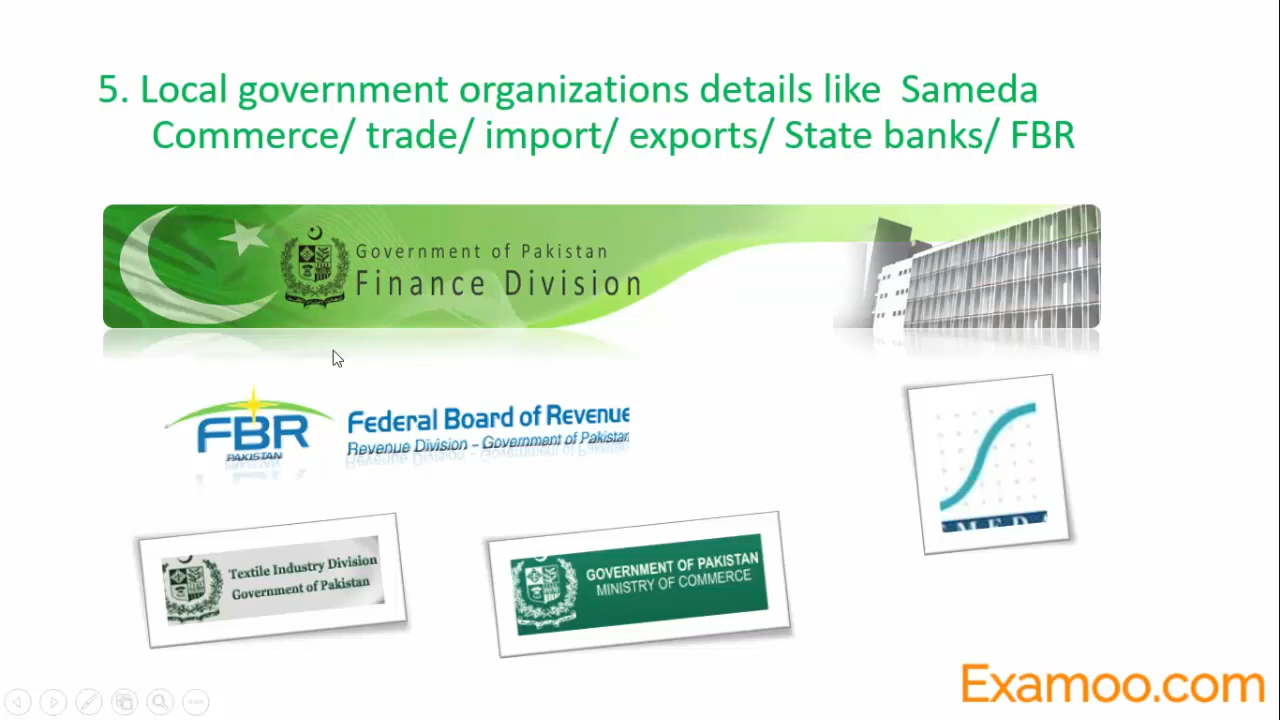 5. Local government organizations details like Sameda
Commerce/ trade/ import/ exports/ State banks/ FBR
Government of Pakistan
Finance Division
FBR
PAKISTAN
Federal Board of Revenue
Revenue Division – Government of Pakistan
Textile Industry Division
Government of Pakistan
GOVERNMENT OF PAKISTAN
MINISTRY OF COMMERCE
Examoo.com